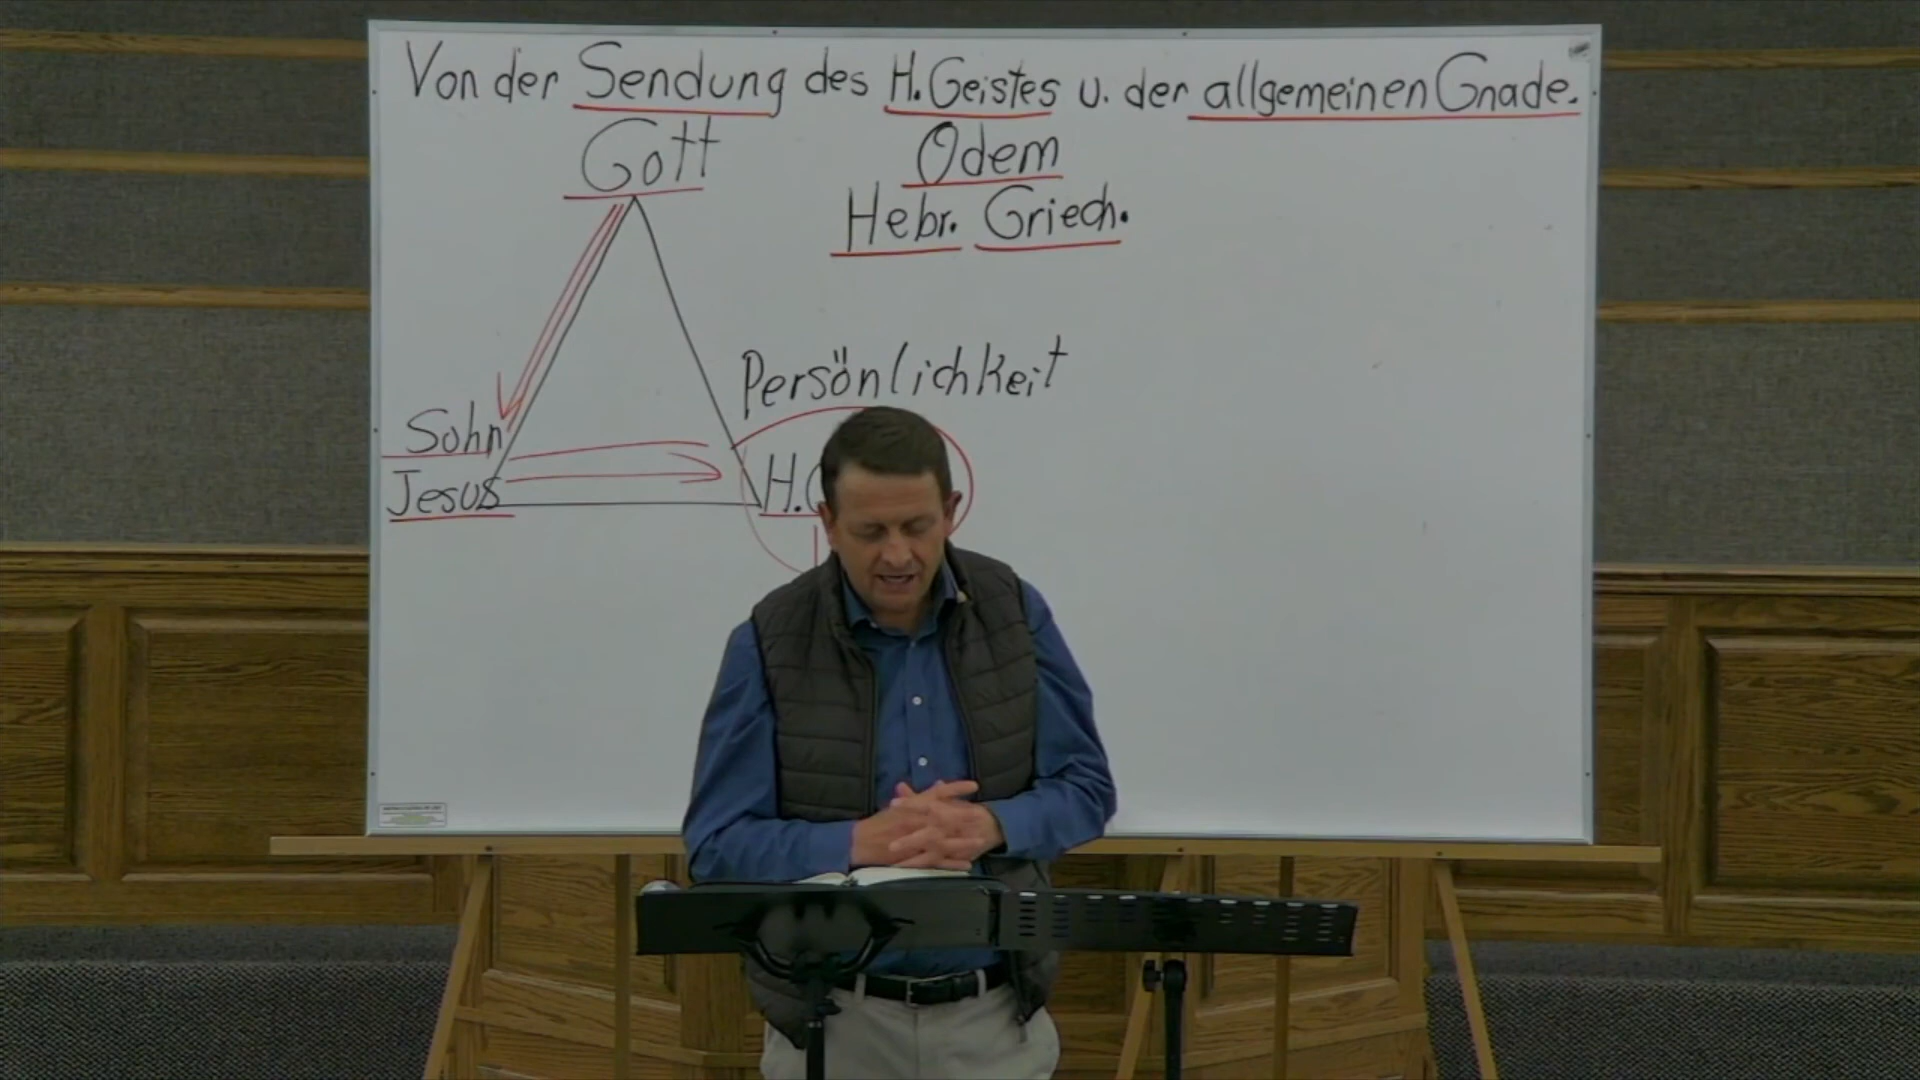 Von der Sendung des H. Geistes u. der allgemeinen Gnade.
Gott
Odem
Hebr. Griech.
Persönlichkeit
Sohn
Jesus
H.